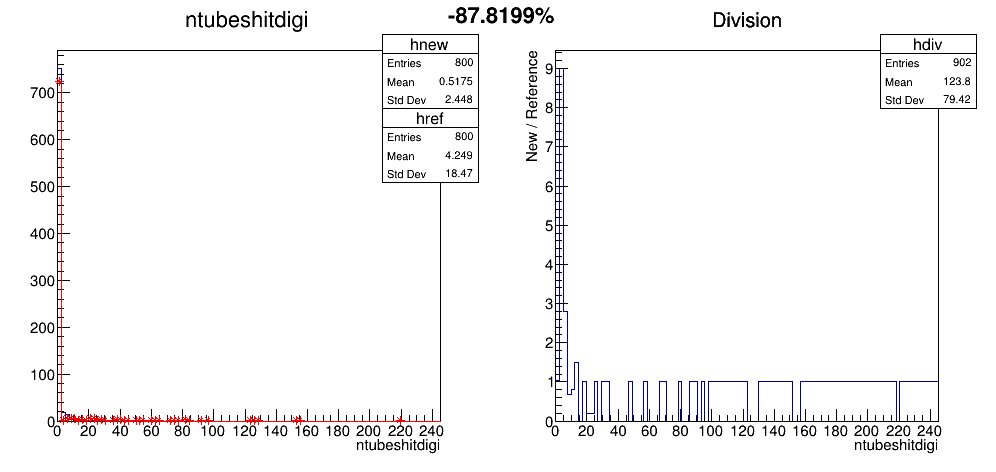 -87.8199%
ntubeshitdigi
hnew
Entries 800
Mean 0.5175
Std Dev 2.448
href
Entries 800
Mean 4.249
Std Dev 18.47
700
600
500
400
300
200
100
0
0 20 40 60 80 100 120 140 160 180 200 220 240
ntubeshitdigi
Division
hdiv
Entries 902
Mean 123.8
Std Dev 79.42
New / Reference
9
8
7
6
5
4
3
2
1
0
0 20 40 60 80 100 120 140 160 180 200 220 240
ntubeshitdigi